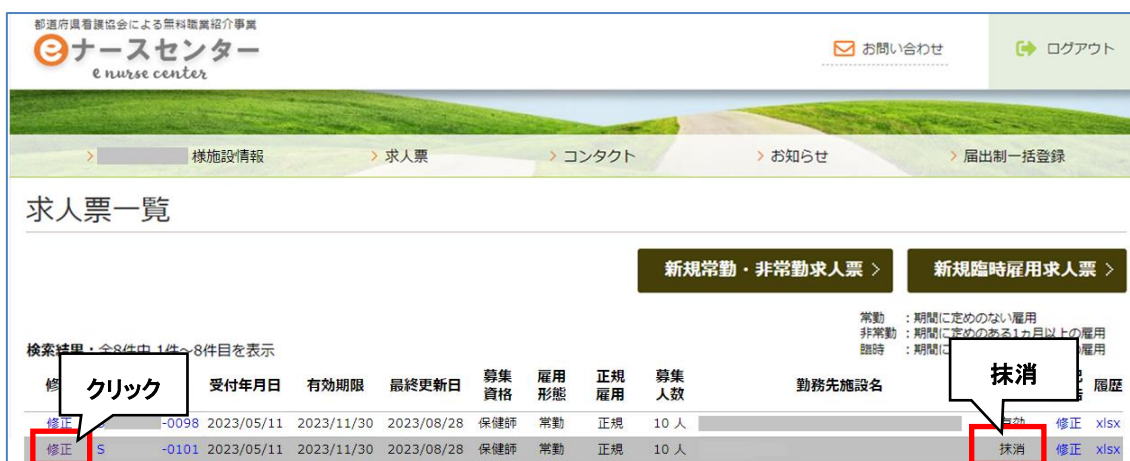 都道府県看護協会による無料職業紹介事業
eナースセンター
e nurse center
お問い合わせ
ログアウト
様施設情報
求人票
コンタクト
お知らせ
届出制一括登録
求人票一覧
新規常勤・非常勤求人票
新規臨時雇用求人票
常勤 :期間に定めのない雇用
非常勤:期間に定めのある1ヵ月以上の雇用
臨時 :期間に 雇用
検索結果:全8件中 1件~8件目を表示
クリック
抹消
修 受付年月日 有効期限 最終更新日 募集資格 雇用形態 正規雇用 募集人数 勤務先施設名 履歴
修正 -0098 2023/05/11 2023/11/30 2023/08/28 保健師 常勤 正規 10 人 有効 修正 xlsx
修正 S -0101 2023/05/11 2023/11/30 2023/08/28 保健師 常勤 正規 10 人 抹消 修正 xlsx